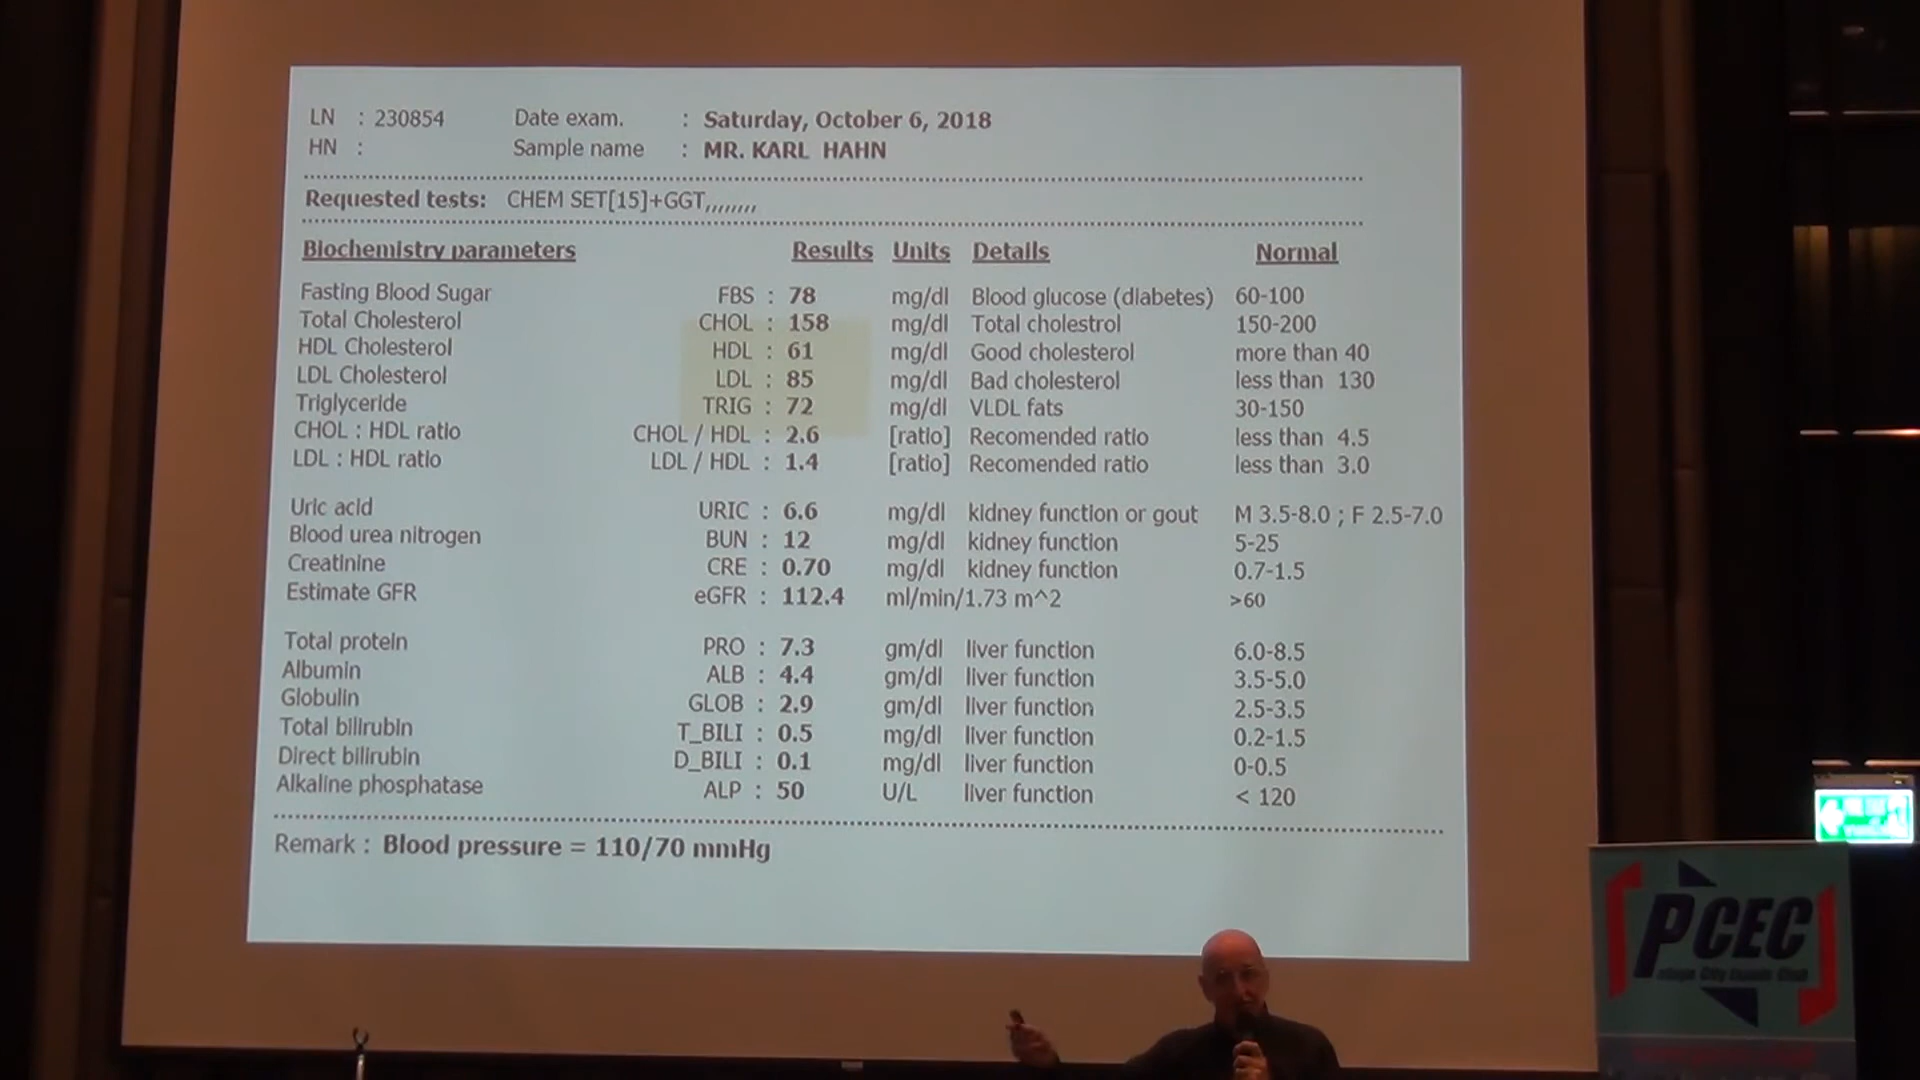 LN : 230854 Date exam. : Saturday, October 6, 2018
HN : Sample name : MR. KARL HAHN
Requested tests: CHEM SET[15]+GGT,,,,,,,,
Biochemistry parameters Results Units Details Normal
Fasting Blood Sugar FBS : 78 mg/dl Blood glucose (diabetes) 60-100
Total Cholesterol CHOL : 158 mg/dl Total cholestrol 150-200
HDL Cholesterol HDL : 61 mg/dl Good cholesterol more than 40
LDL Cholesterol LDL : 85 mg/dl Bad cholesterol less than 130
Triglyceride TRIG : 72 mg/dl VLDL fats 30-150
CHOL : HDL ratio CHOL / HDL : 2.6 [ratio] Recomended ratio less than 4.5
LDL : HDL ratio LDL / HDL : 1.4 [ratio] Recomended ratio less than 3.0
Uric acid URIC : 6.6 mg/dl kidney function or gout M 3.5-8.0 ; F 2.5-7.0
Blood urea nitrogen BUN : 12 mg/dl kidney function 5-25
Creatinine CRE : 0.70 mg/dl kidney function 0.7-1.5
Estimate GFR eGFR : 112.4 ml/min/1.73 m^2 >60
Total protein PRO : 7.3 gm/dl liver function 6.0-8.5
Albumin ALB : 4.4 gm/dl liver function 3.5-5.0
Globulin GLOB : 2.9 gm/dl liver function 2.5-3.5
Total bilirubin T_BILI : 0.5 mg/dl liver function 0.2-1.5
Direct bilirubin D_BILI : 0.1 mg/dl liver function 0-0.5
Alkaline phosphatase ALP : 50 U/L liver function < 120
Remark : Blood pressure = 110/70 mmHg
PCEC
City Club